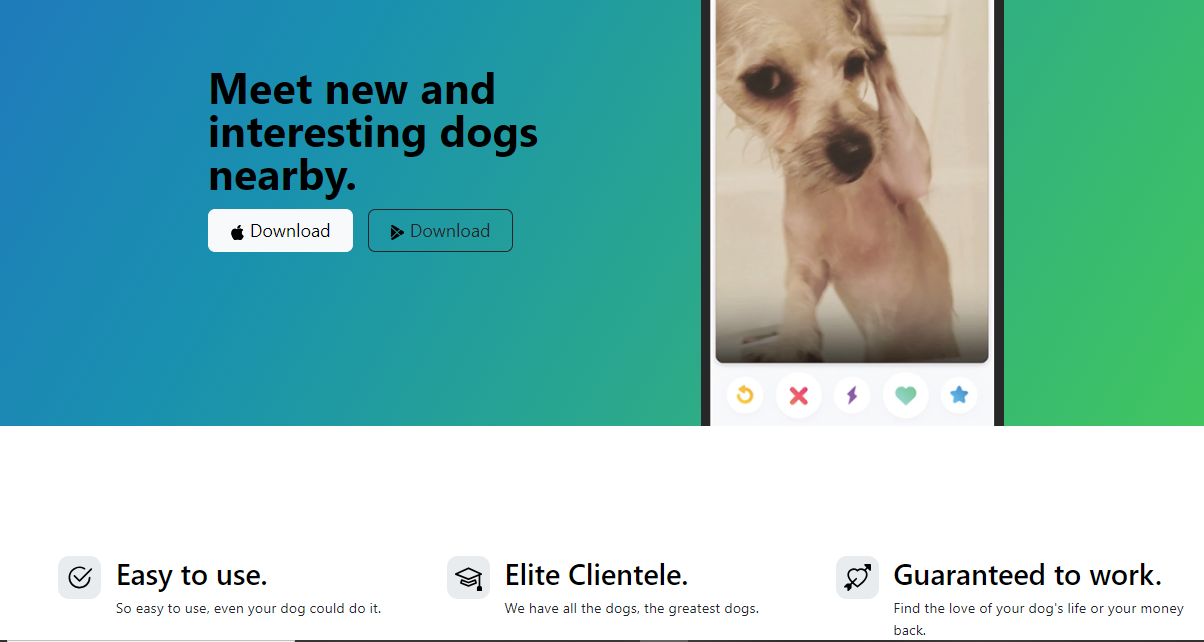 Meet new and
interesting dogs
nearby.
Download
Download
Easy to use.
So easy to use, even your dog could do it.
Elite Clientele.
We have all the dogs, the greatest dogs.
Guaranteed to work.
Find the love of your dog's life or your money
back.